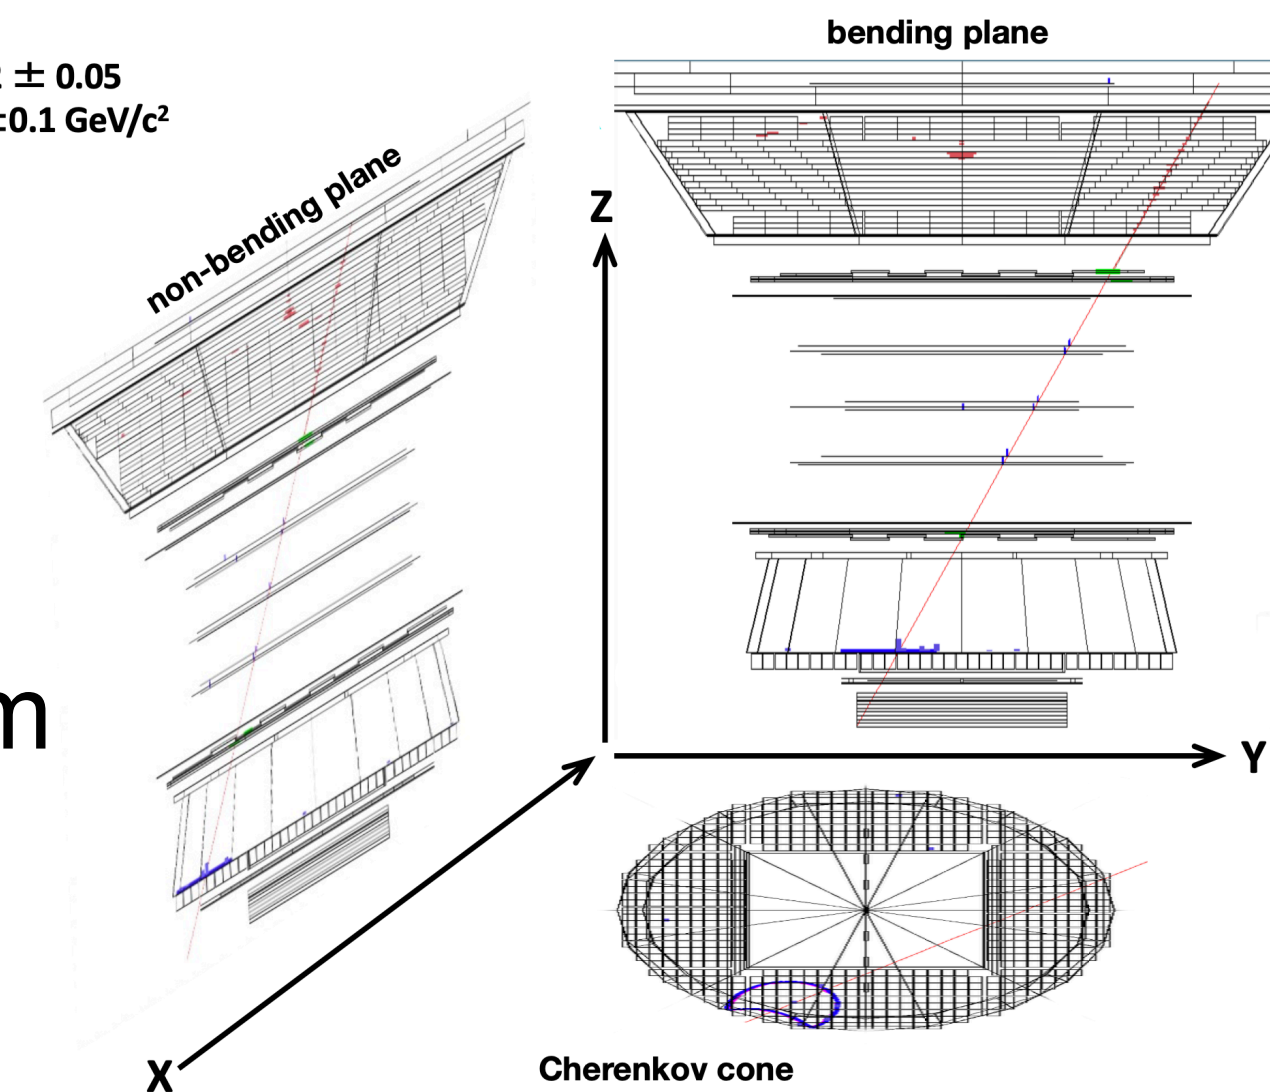 bending plane
± 0.05
0.1 GeV/c²
non-bending plane
Z
m
Y
X
Cherenkov cone